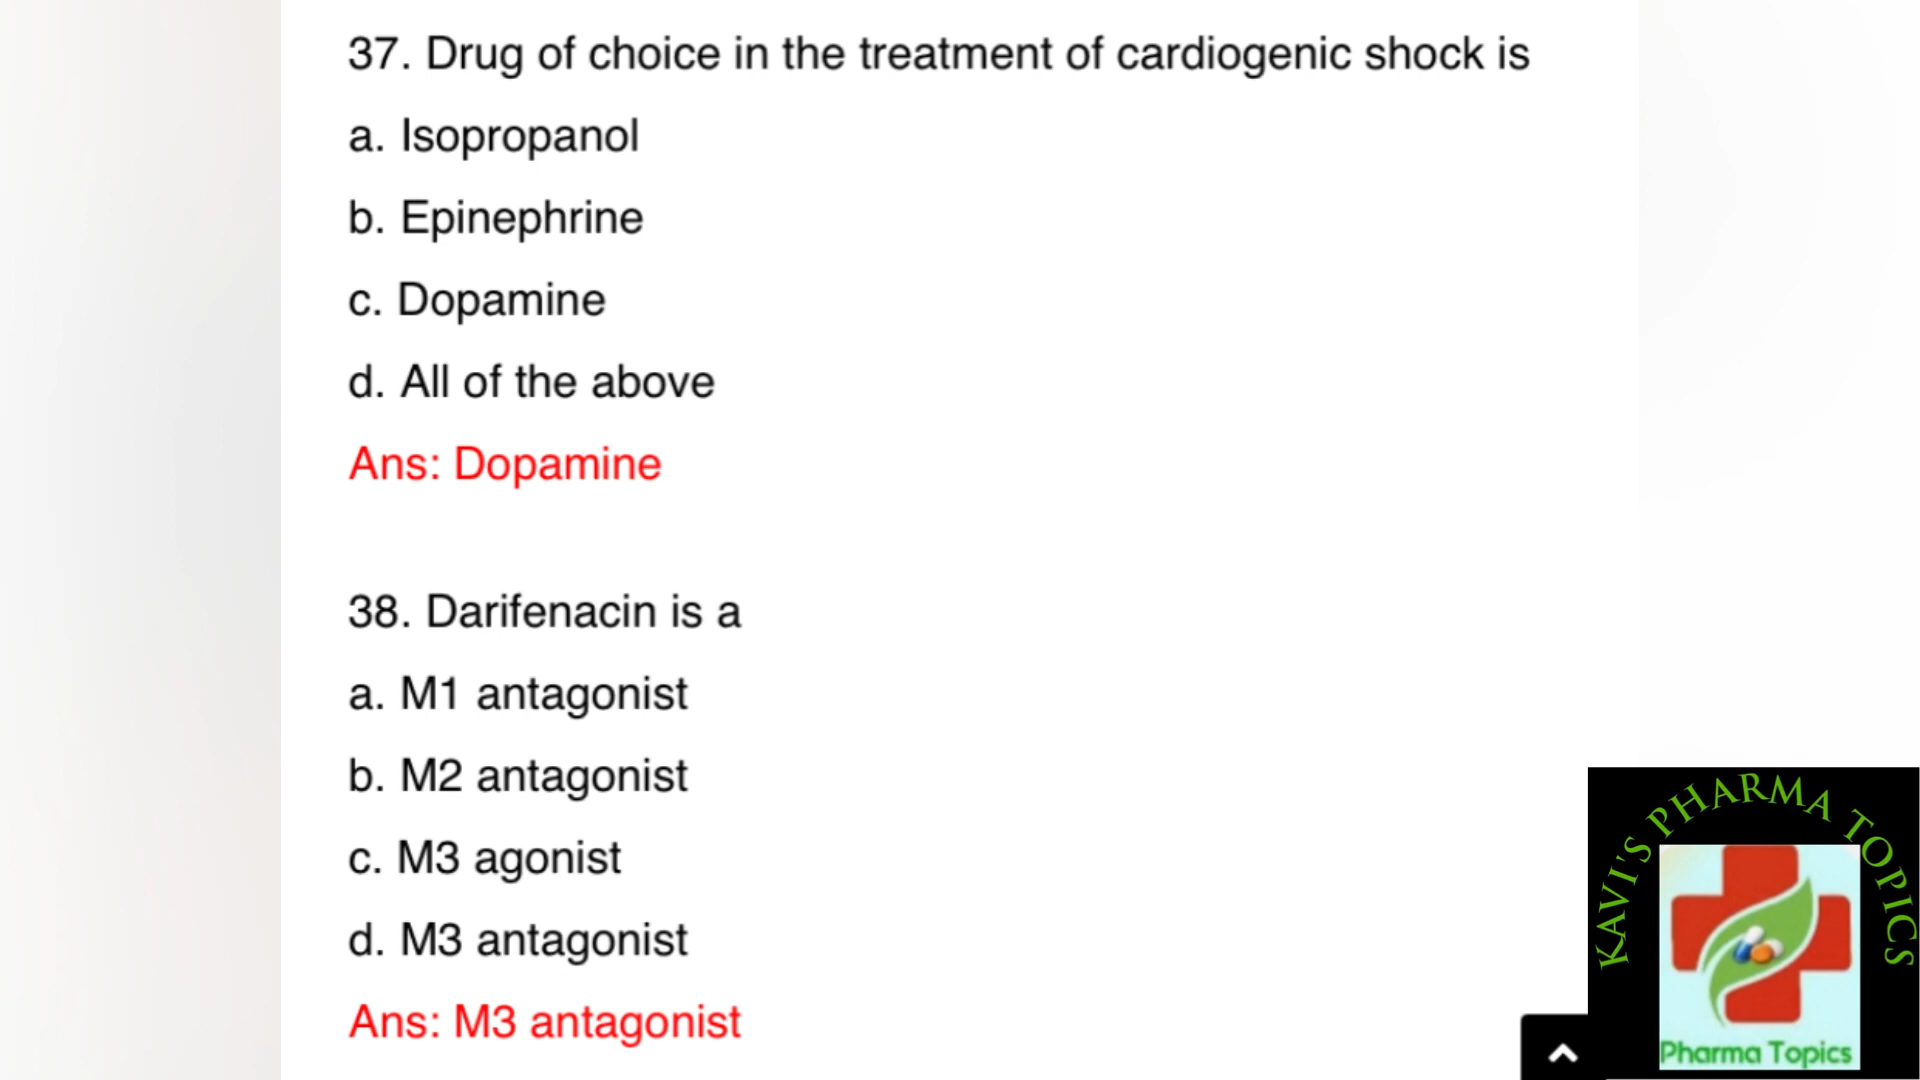 37. Drug of choice in the treatment of cardiogenic shock is
a. Isopropanol
b. Epinephrine
c. Dopamine
d. All of the above
Ans: Dopamine
38. Darifenacin is a
a. M1 antagonist
b. M2 antagonist
c. M3 agonist
d. M3 antagonist
Ans: M3 antagonist
KAVI'S PHARMA TOPICS
Pharma Topics